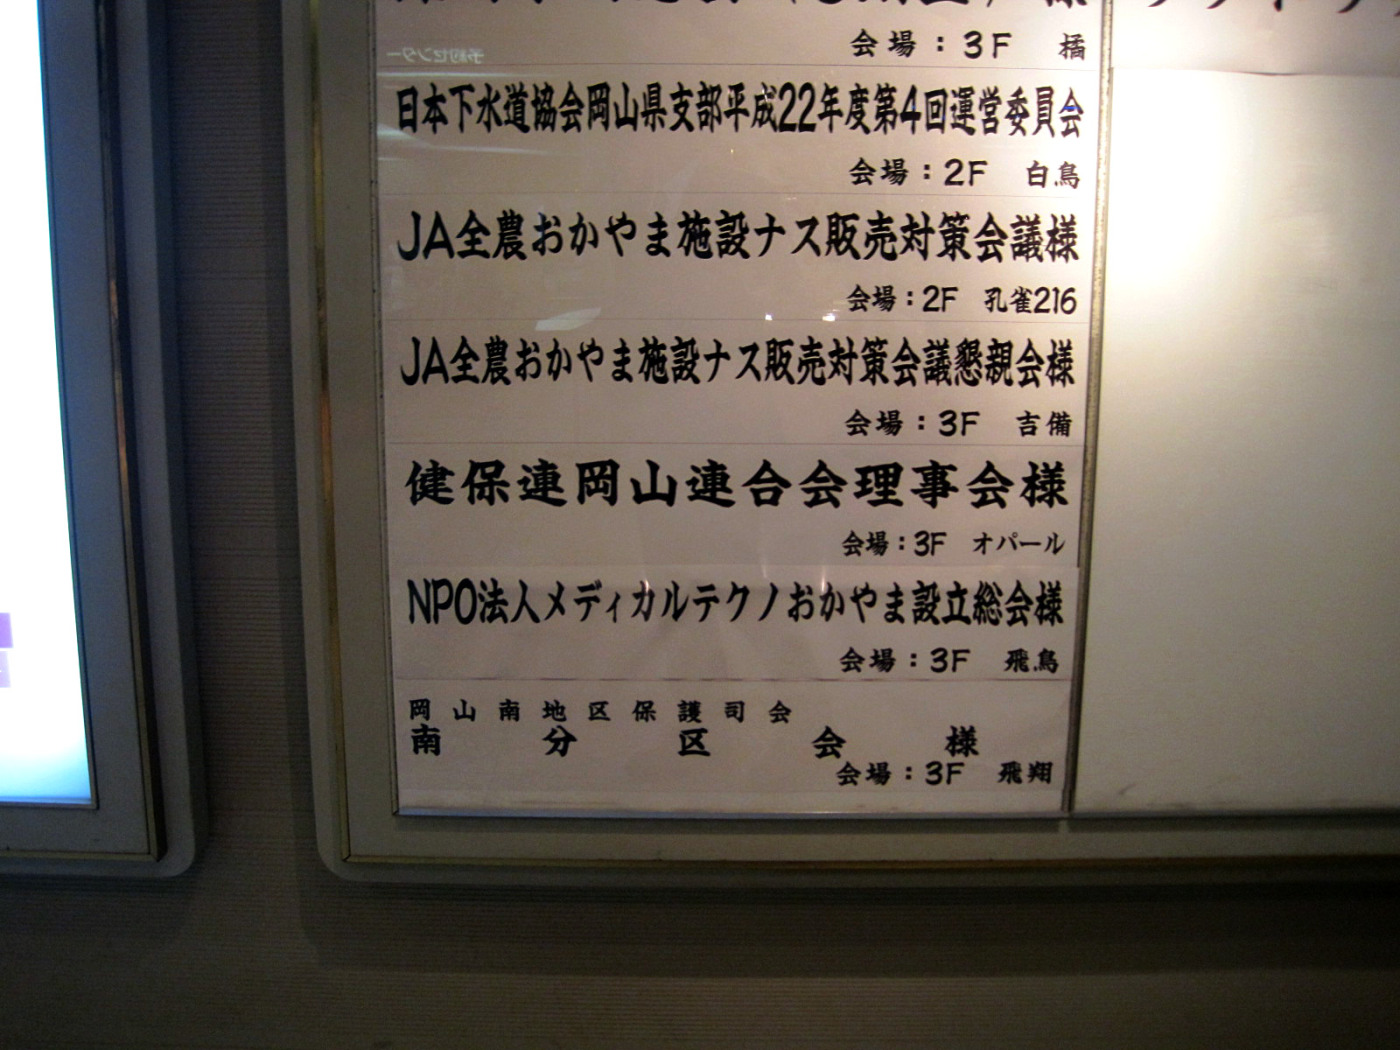 会場：3F 橘
日本下水道協会岡山県支部平成22年度第4回運営委員会
会場：2F 白鳥
JA全農おかやま施設ナス販売対策会議様
会場：2F 孔雀216
JA全農おかやま施設ナス販売対策会議懇親会様
会場：3F 吉備
健保連岡山連合会理事会様
会場：3F オパール
NPO法人メディカルテクノおかやま設立総会様
会場：3F 飛鳥
岡山南地区保護司会
南分区会様
会場：3F 飛翔
予約センター